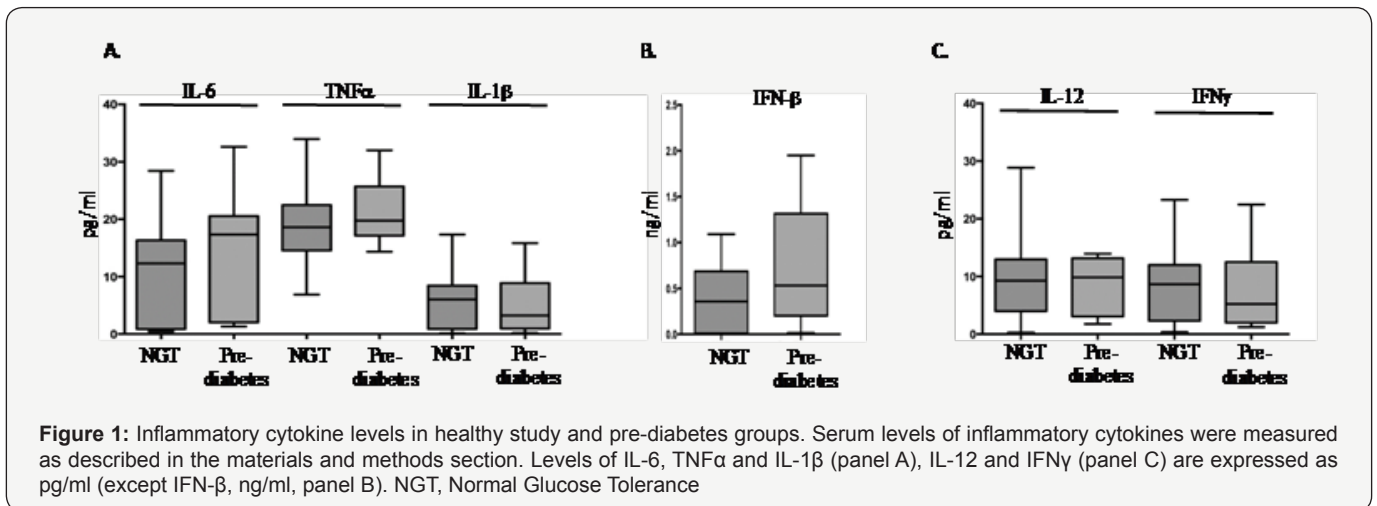 A. B. C.
IL-6 TNFα IL-1β IFN-β IL-12 IFNγ
40 2.5 40
30 2.0 30
pg/ml 20 ng/ml 1.5 pg/ml 20
1.0
10 0.5 10
0 0.0 0
NGT Pre-diabetes NGT Pre-diabetes NGT Pre-diabetes NGT Pre-diabetes NGT Pre-diabetes NGT Pre-diabetes
Figure 1: Inflammatory cytokine levels in healthy study and pre-diabetes groups. Serum levels of inflammatory cytokines were measured
as described in the materials and methods section. Levels of IL-6, TNFα and IL-1β (panel A), IL-12 and IFNγ (panel C) are expressed as
pg/ml (except IFN-β, ng/ml, panel B). NGT, Normal Glucose Tolerance